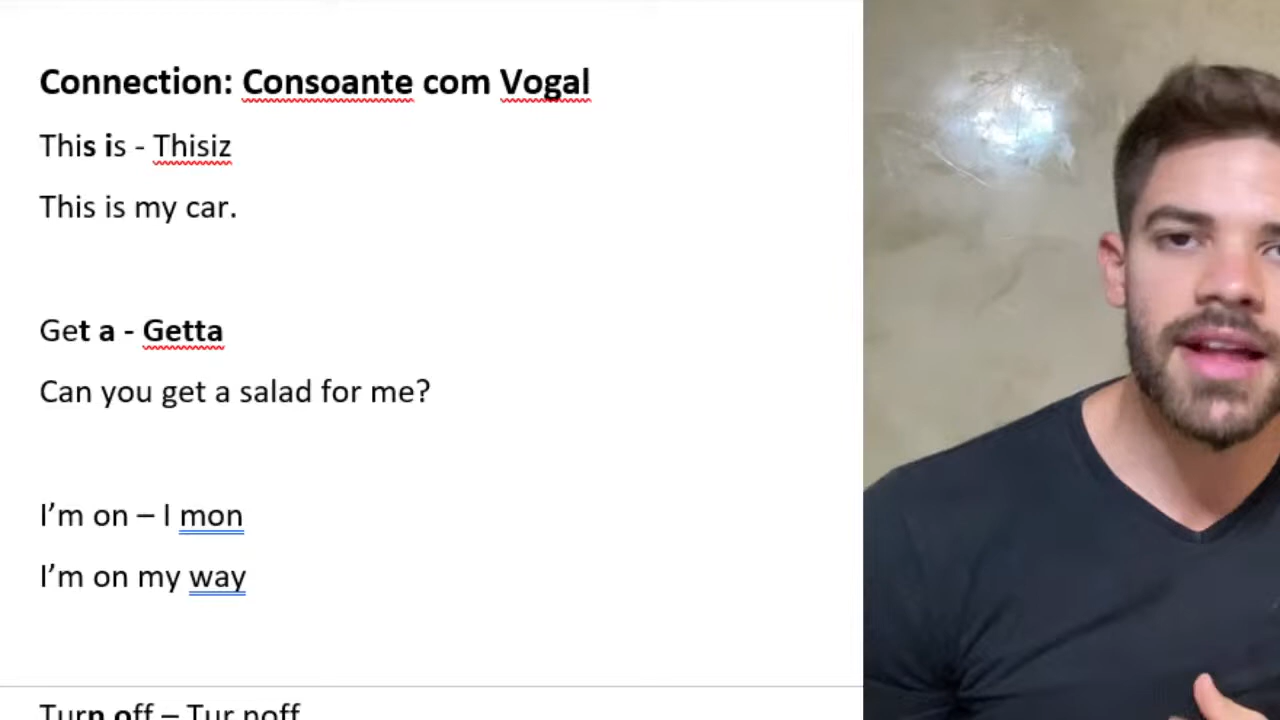 Connection: Consoante com Vogal
This is - Thisiz
This is my car.
Get a - Getta
Can you get a salad for me?
I’m on – I mon
I’m on my way
Turn off – Tur noff